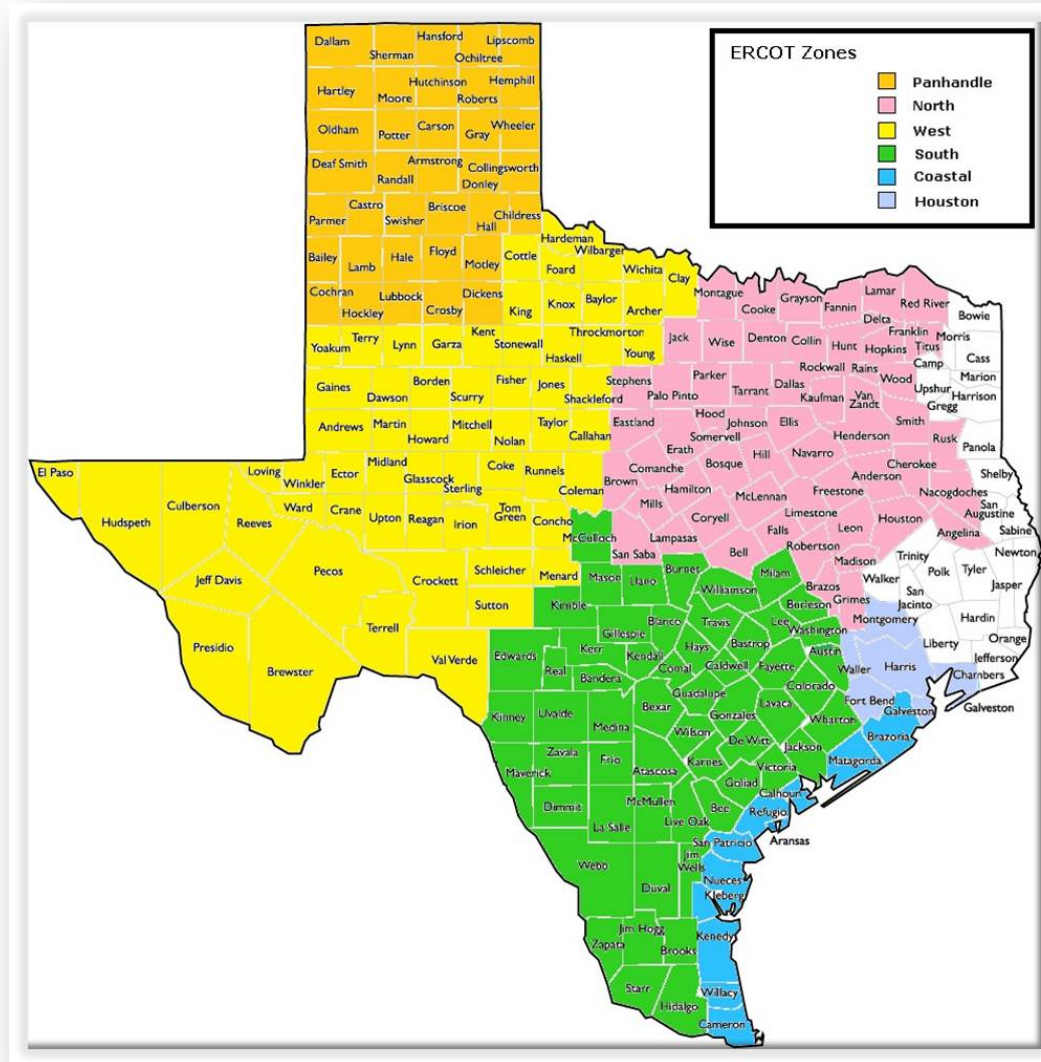 ERCOT Zones
Panhandle
North
West
South
Coastal
Houston
Dallam
Sherman
Hansford
Ochiltree
Lipscomb
Hartley
Moore
Hutchinson
Roberts
Hemphill
Oldham
Potter
Carson
Gray
Wheeler
Deaf Smith
Randall
Armstrong
Donley
Collingsworth
Parmer
Castro
Swisher
Briscoe
Hall
Childress
Bailey
Lamb
Hale
Floyd
Motley
Cottle
Hardeman
Foard
Wilbarger
Wichita
Clay
Cochran
Hockley
Lubbock
Crosby
Dickens
King
Knox
Baylor
Archer
Montague
Cooke
Grayson
Fannin
Lamar
Red River
Bowie
Delta
Franklin
Titus
Morris
Cass
Yoakum
Terry
Lynn
Garza
Kent
Stonewall
Haskell
Throckmorton
Young
Jack
Wise
Denton
Collin
Hunt
Hopkins
Camp
Marion
Rockwall
Rains
Wood
Upshur
Harrison
Gregg
Gaines
Dawson
Borden
Scurry
Fisher
Jones
Shackleford
Stephens
Palo Pinto
Parker
Tarrant
Dallas
Kaufman
Van
Zandt
Smith
Rusk
Panola
Andrews
Martin
Howard
Mitchell
Nolan
Taylor
Callahan
Eastland
Erath
Hood
Somervell
Johnson
Ellis
Henderson
Cherokee
Shelby
El Paso
Hudspeth
Culberson
Loving
Winkler
Ector
Midland
Glasscock
Sterling
Coke
Runnels
Coleman
Brown
Comanche
Bosque
Hill
Navarro
Anderson
Nacogdoches
San
Augustine
Sabine
Reeves
Ward
Crane
Upton
Reagan
Irion
Tom
Green
Concho
McCulloch
Mills
Hamilton
McLennan
Limestone
Freestone
Leon
Houston
Angelina
Newton
San Saba
Lampasas
Coryell
Bell
Falls
Robertson
Madison
Trinity
Polk
Tyler
Jasper
Jeff Davis
Pecos
Crockett
Schleicher
Menard
Mason
Llano
Burnet
Williamson
Milam
Brazos
Grimes
Walker
San
Jacinto
Hardin
Presidio
Brewster
Terrell
Val Verde
Sutton
Kimble
Gillespie
Blanco
Travis
Lee
Burleson
Washington
Montgomery
Liberty
Orange
Jefferson
Chambers
Edwards
Real
Kerr
Kendall
Bandera
Hays
Comal
Caldwell
Bastrop
Fayette
Austin
Waller
Harris
Fort Bend
Galveston
Galveston
Kinney
Uvalde
Medina
Bexar
Guadalupe
Gonzales
Lavaca
Colorado
Wharton
Brazoria
Matagorda
Maverick
Zavala
Frio
Atascosa
Wilson
Karnes
De Witt
Victoria
Jackson
Goliad
Calhoun
Refugio
Aransas
Dimmit
La Salle
McMullen
Live Oak
Bee
San Patricio
Webb
Duval
Jim
Wells
Nueces
Kleberg
Zapata
Jim Hogg
Brooks
Kenedy
Starr
Hidalgo
Willacy
Cameron